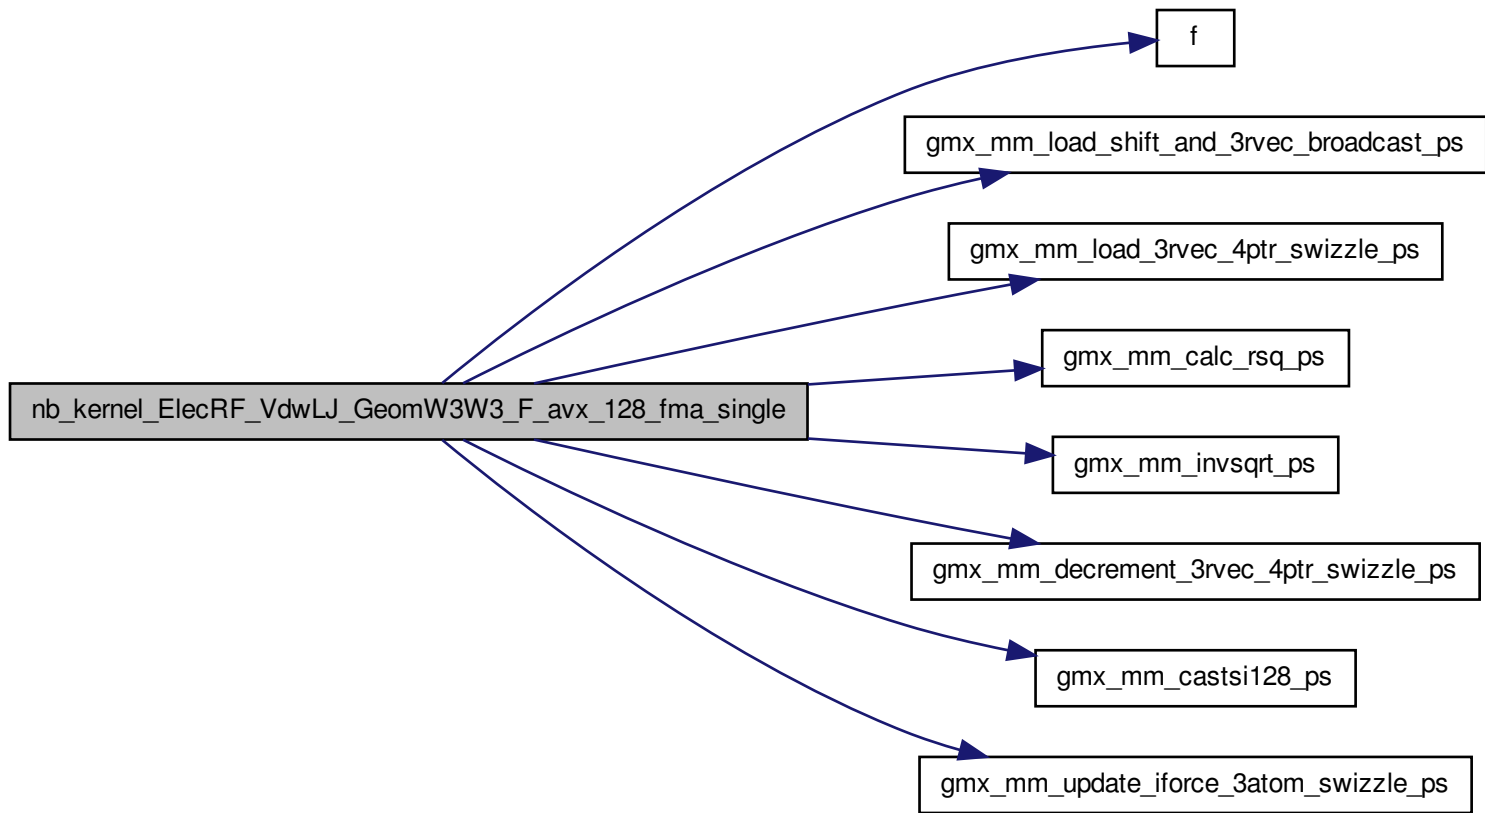 f
gmx_mm_load_shift_and_3rvec_broadcast_ps
gmx_mm_load_3rvec_4ptr_swizzle_ps
gmx_mm_calc_rsq_ps
nb_kernel_ElecRF_VdwLJ_GeomW3W3_F_avx_128_fma_single
gmx_mm_invsqrt_ps
gmx_mm_decrement_3rvec_4ptr_swizzle_ps
gmx_mm_castsi128_ps
gmx_mm_update_iforce_3atom_swizzle_ps